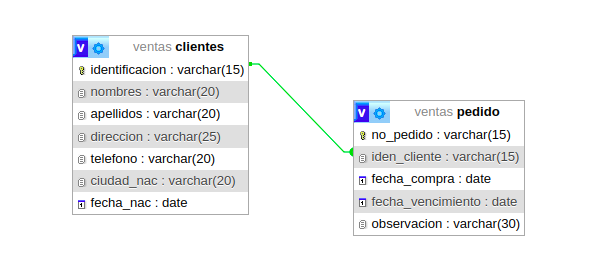 v ventas clientes
identificacion : varchar(15)
nombres : varchar(20)
apellidos : varchar(20)
direccion : varchar(25)
telefono : varchar(20)
ciudad_nac : varchar(20)
fecha_nac : date
v ventas pedido
no_pedido : varchar(15)
iden_cliente : varchar(15)
fecha_compra : date
fecha_vencimiento : date
observacion : varchar(30)